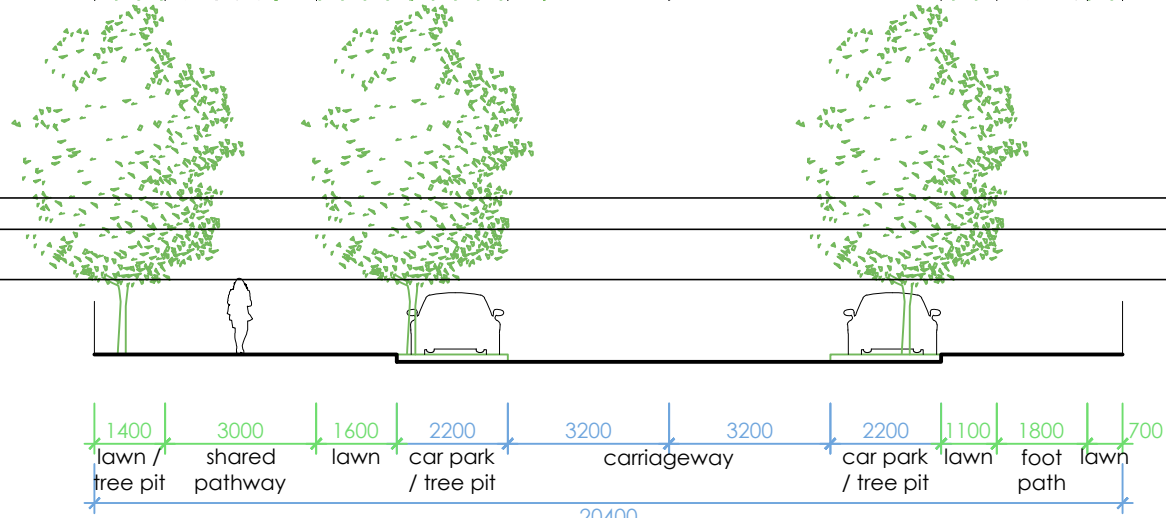 1400 3000 1600 2200 3200 3200 2200 1100 1800 700
lawn / shared lawn car park carriageway car park lawn foot lawn
tree pit pathway / tree pit / tree pit path
20400